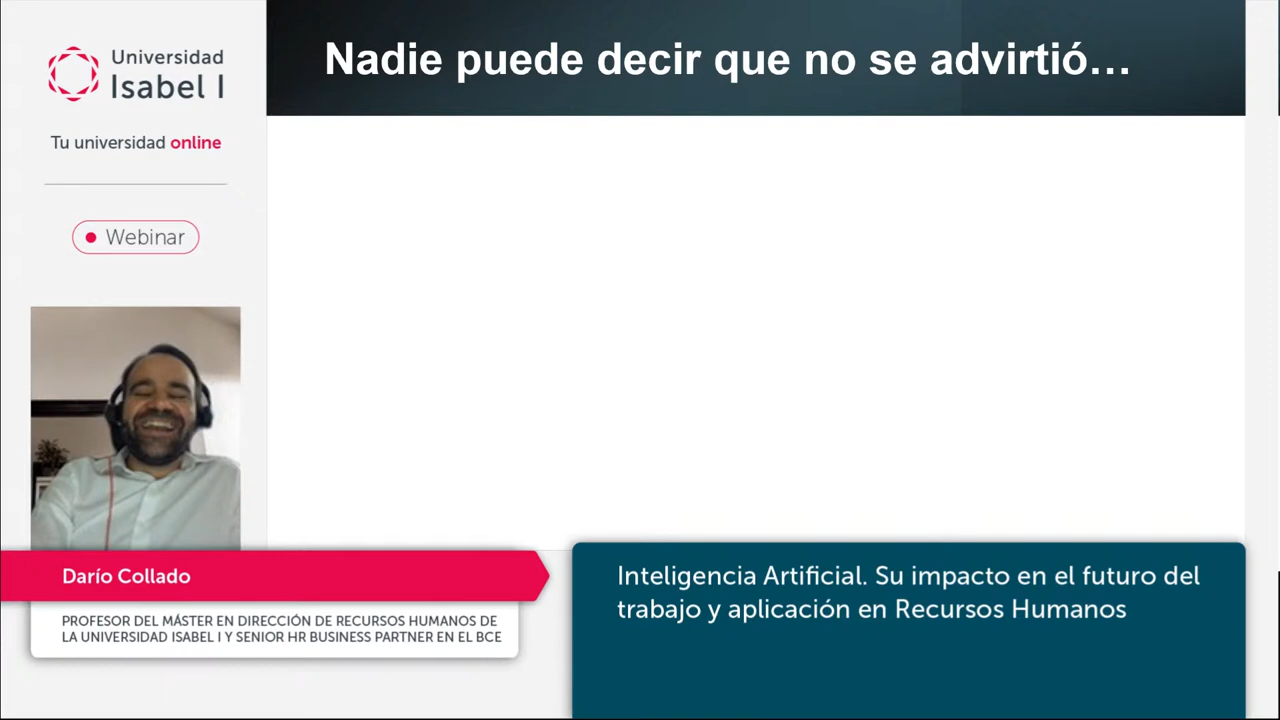 Universidad
Isabel I
Tu universidad online
Webinar
Nadie puede decir que no se advirtió…
Darío Collado
PROFESOR DEL MÁSTER EN DIRECCIÓN DE RECURSOS HUMANOS DE
LA UNIVERSIDAD ISABEL I Y SENIOR HR BUSINESS PARTNER EN EL BCE
Inteligencia Artificial. Su impacto en el futuro del
trabajo y aplicación en Recursos Humanos